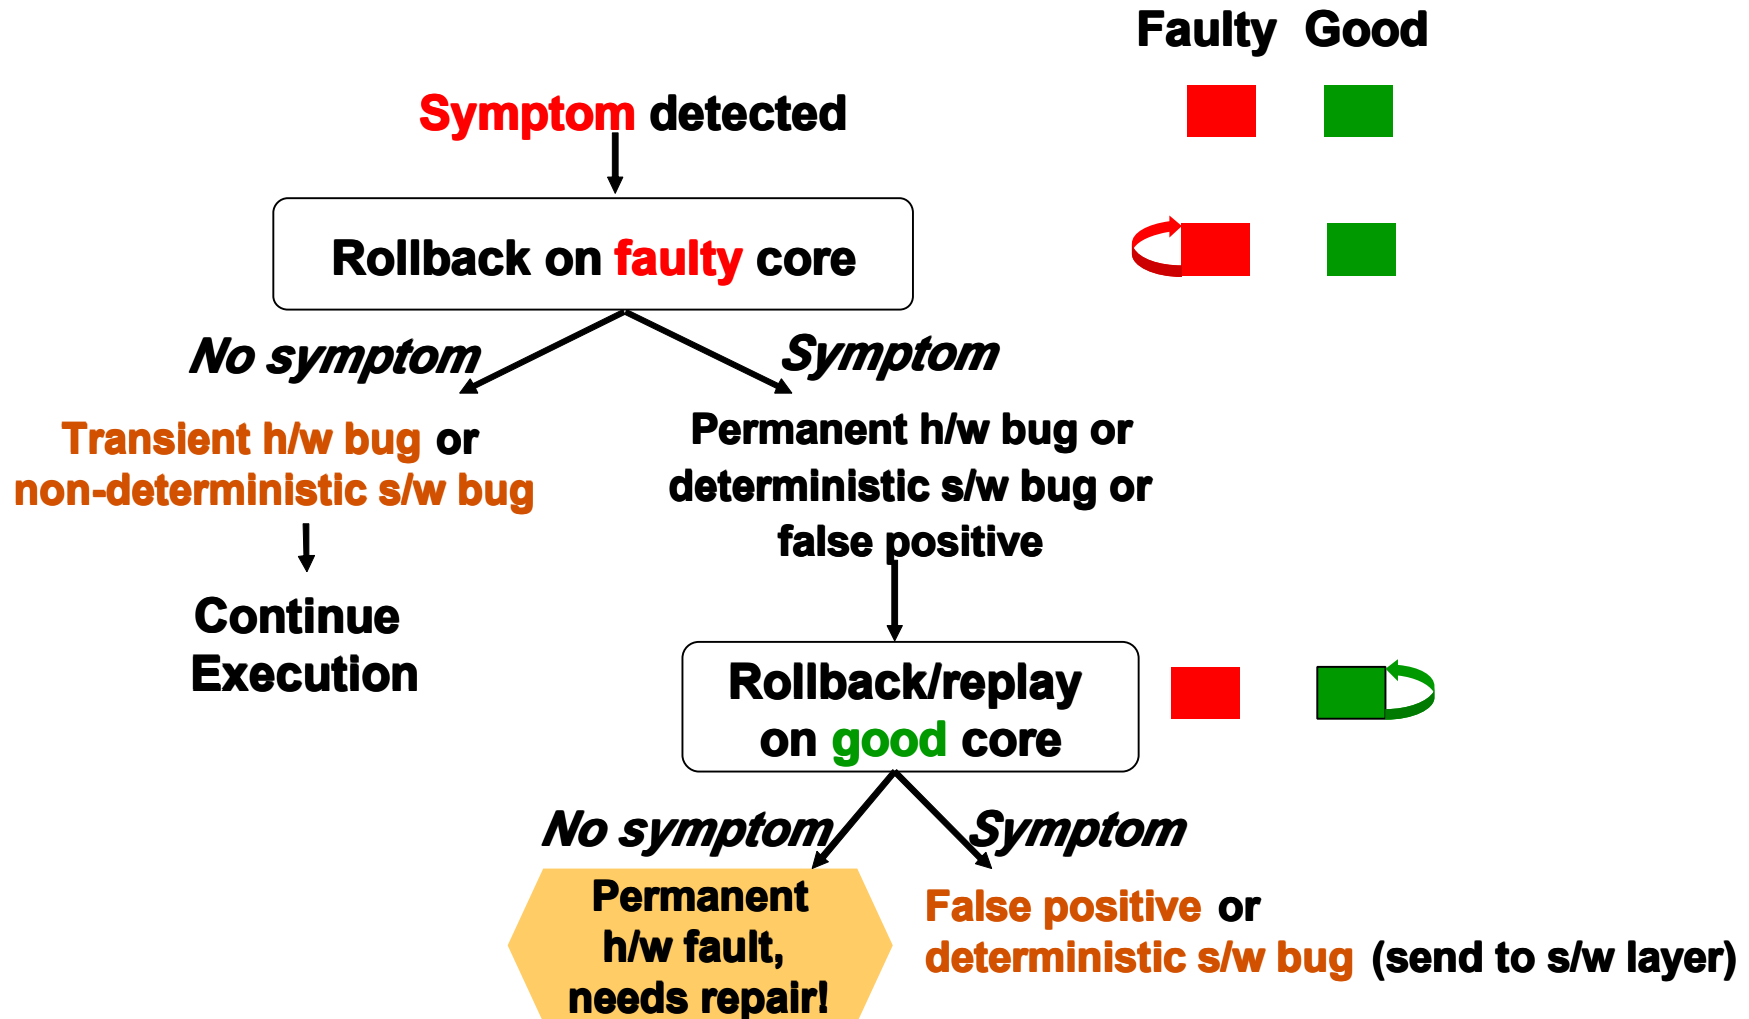 Faulty Good
Symptom detected
Rollback on faulty core
No symptom
Symptom
Transient h/w bug or
non-deterministic s/w bug
Permanent h/w bug or
deterministic s/w bug or
false positive
Continue
Execution
Rollback/replay
on good core
No symptom
Symptom
Permanent
h/w fault,
needs repair!
False positive or
deterministic s/w bug (send to s/w layer)